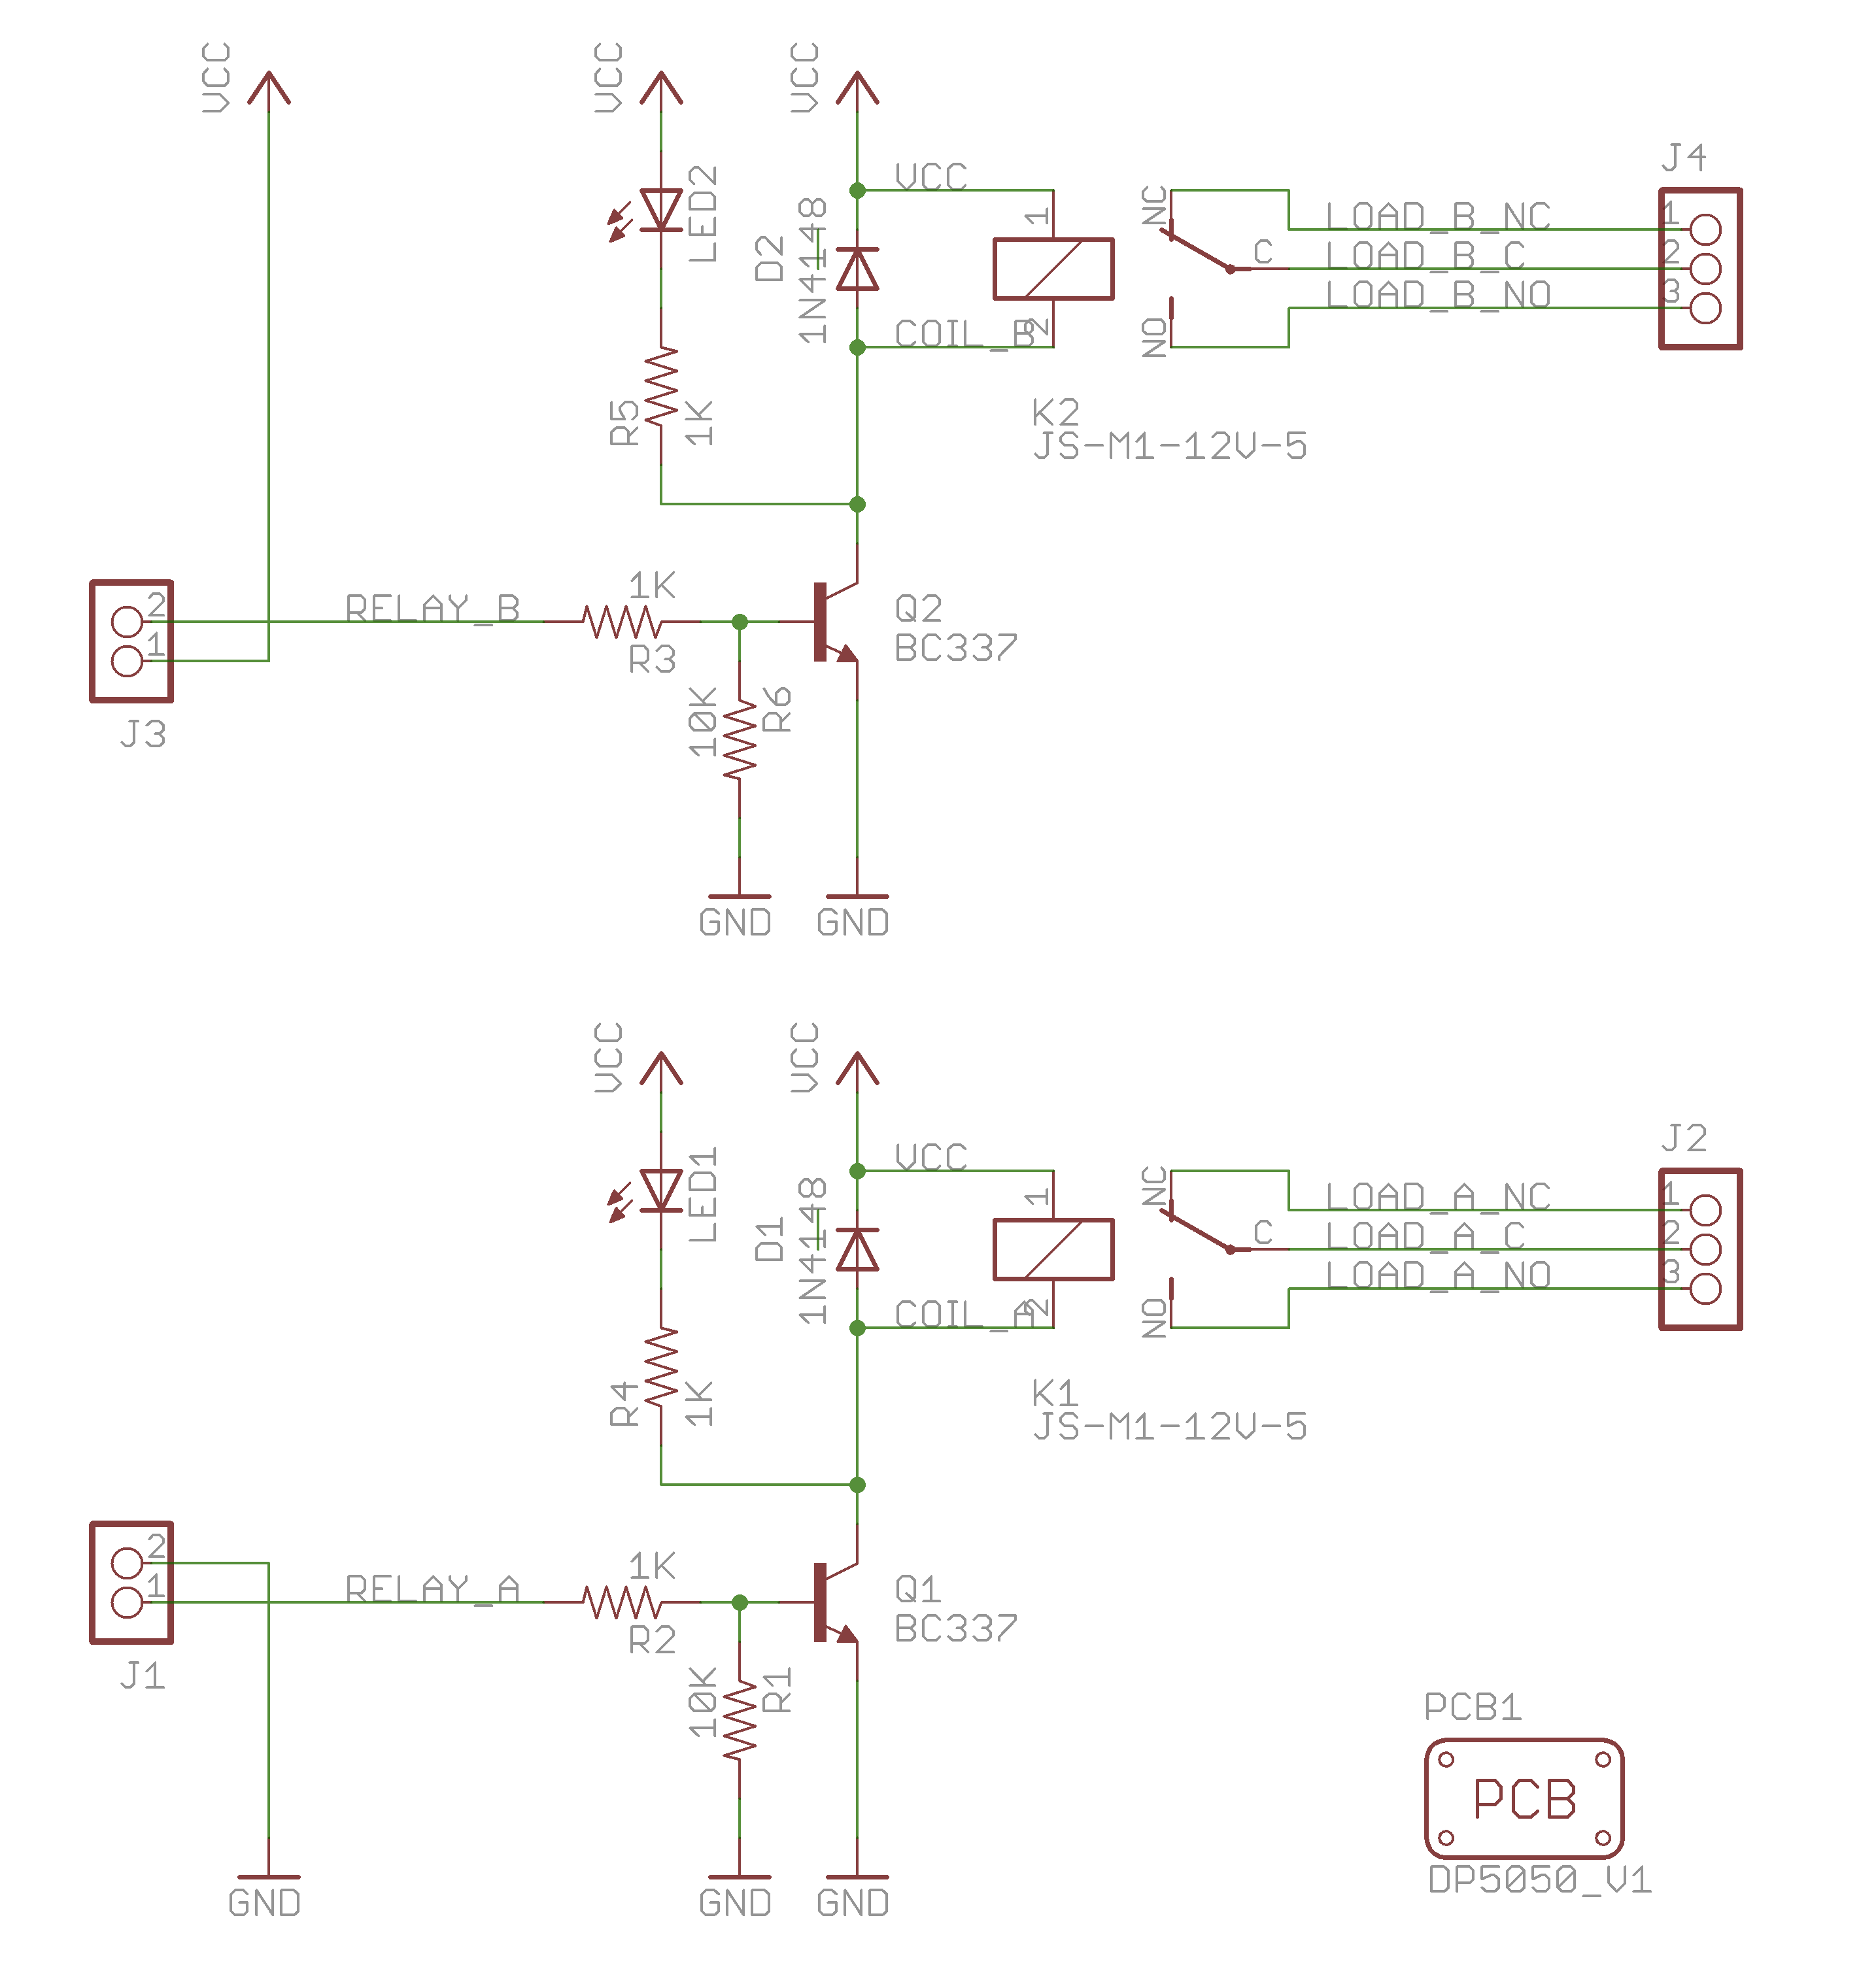 VCC
VCC
VCC
LED2
D2
1N4148
VCC
1
COIL_B
2
NC
C
NO
J4
LOAD_B_NC
1
LOAD_B_C
2
LOAD_B_NO
3
K2
JS-M1-12V-5
R5
1K
2
1
J3
RELAY_B
1K
R3
Q2
BC337
10K
R6
GND
GND
VCC
VCC
LED1
D1
1N4148
VCC
1
COIL_A
2
NC
C
NO
J2
LOAD_A_NC
1
LOAD_A_C
2
LOAD_A_NO
3
K1
JS-M1-12V-5
R4
1K
2
1
J1
RELAY_A
1K
R2
Q1
BC337
10K
R1
GND
GND
GND
PCB1
PCB
DP5050_V1